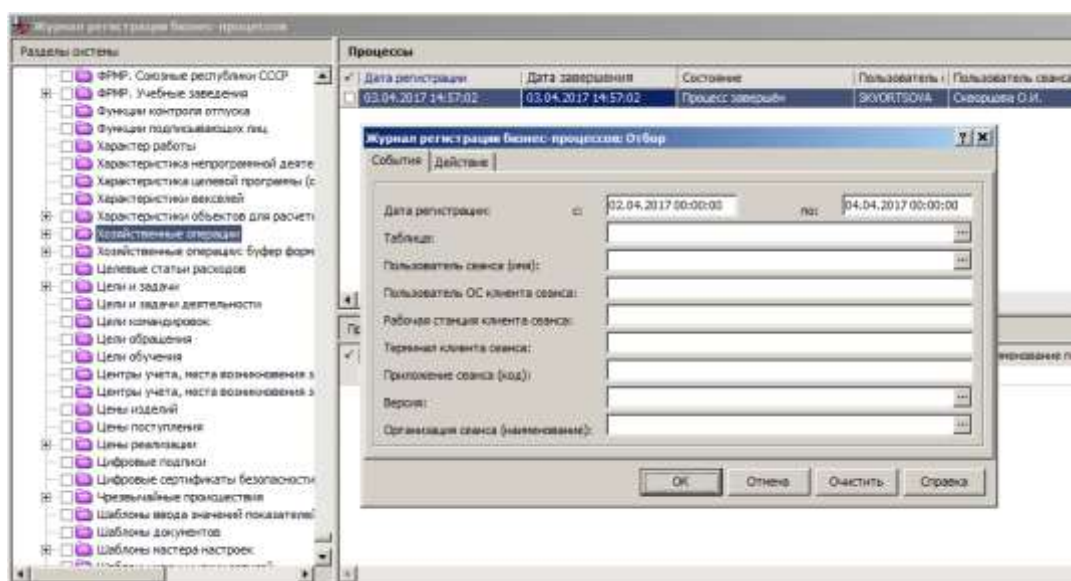 Журнал регистрации бизнес-процессов
Разделы системы
ФРМР. Союзные республики СССР
ФРМР. Учебные заведения
Функции контроля отпуска
Функции подписывающих лиц
Характер работы
Характеристика непрограммной деяте
Характеристика целевой программы (с
Характеристики векселей
Характеристики объектов для расчет
Хозяйственные операции
Хозяйственные операции: буфер форм
Целевые статьи расходов
Цели и задачи
Цели и задачи деятельности
Цели командировок
Цели обращения
Цели обучения
Центры учета, места возникновения з
Центры учета, места возникновения з
Цены изделий
Цены поступления
Цены реализации
Цифровые подписи
Цифровые сертификаты безопасности
Чрезвычайные происшествия
Шаблоны ввода значений показателей
Шаблоны документов
Шаблоны мастера настроек
Процессы
Дата регистрации Дата завершения Состояние Пользователь Пользователь сеанса
03.04.2017 14:57:02 03.04.2017 14:57:02 Процесс завершён SKVORTSOVA Скворцова О.И.
Журнал регистрации бизнес-процессов: Отбор
События Действие
Дата регистрации: с: 02.04.2017 00:00:00 по: 04.04.2017 00:00:00
Таблица:
Пользователь сеанса (имя):
Пользователь ОС клиента сеанса:
Рабочая станция клиента сеанса:
Терминал клиента сеанса:
Приложение сеанса (код):
Версия:
Организация сеанса (наименование):
OK Отмена Очистить Справка